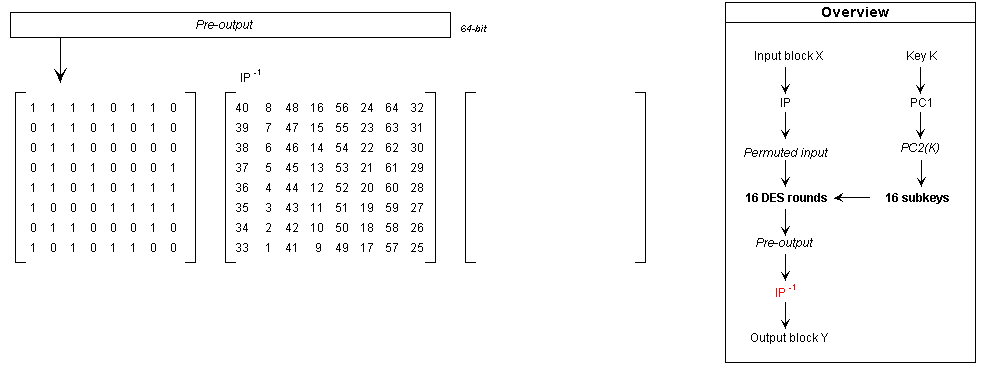 Pre-output
64-bit
IP -1
1 1 1 1 0 1 1 0
0 1 1 0 1 0 1 0
0 1 1 0 0 0 0 0
0 1 0 1 0 0 0 1
1 1 0 1 0 1 1 1
1 0 0 0 1 1 1 1
0 1 1 0 0 0 1 0
1 0 1 0 1 1 0 0
40 8 48 16 56 24 64 32
39 7 47 15 55 23 63 31
38 6 46 14 54 22 62 30
37 5 45 13 53 21 61 29
36 4 44 12 52 20 60 28
35 3 43 11 51 19 59 27
34 2 42 10 50 18 58 26
33 1 41 9 49 17 57 25
Overview
Input block X Key K
IP PC1
Permuted input PC2(K)
16 DES rounds 16 subkeys
Pre-output
IP -1
Output block Y